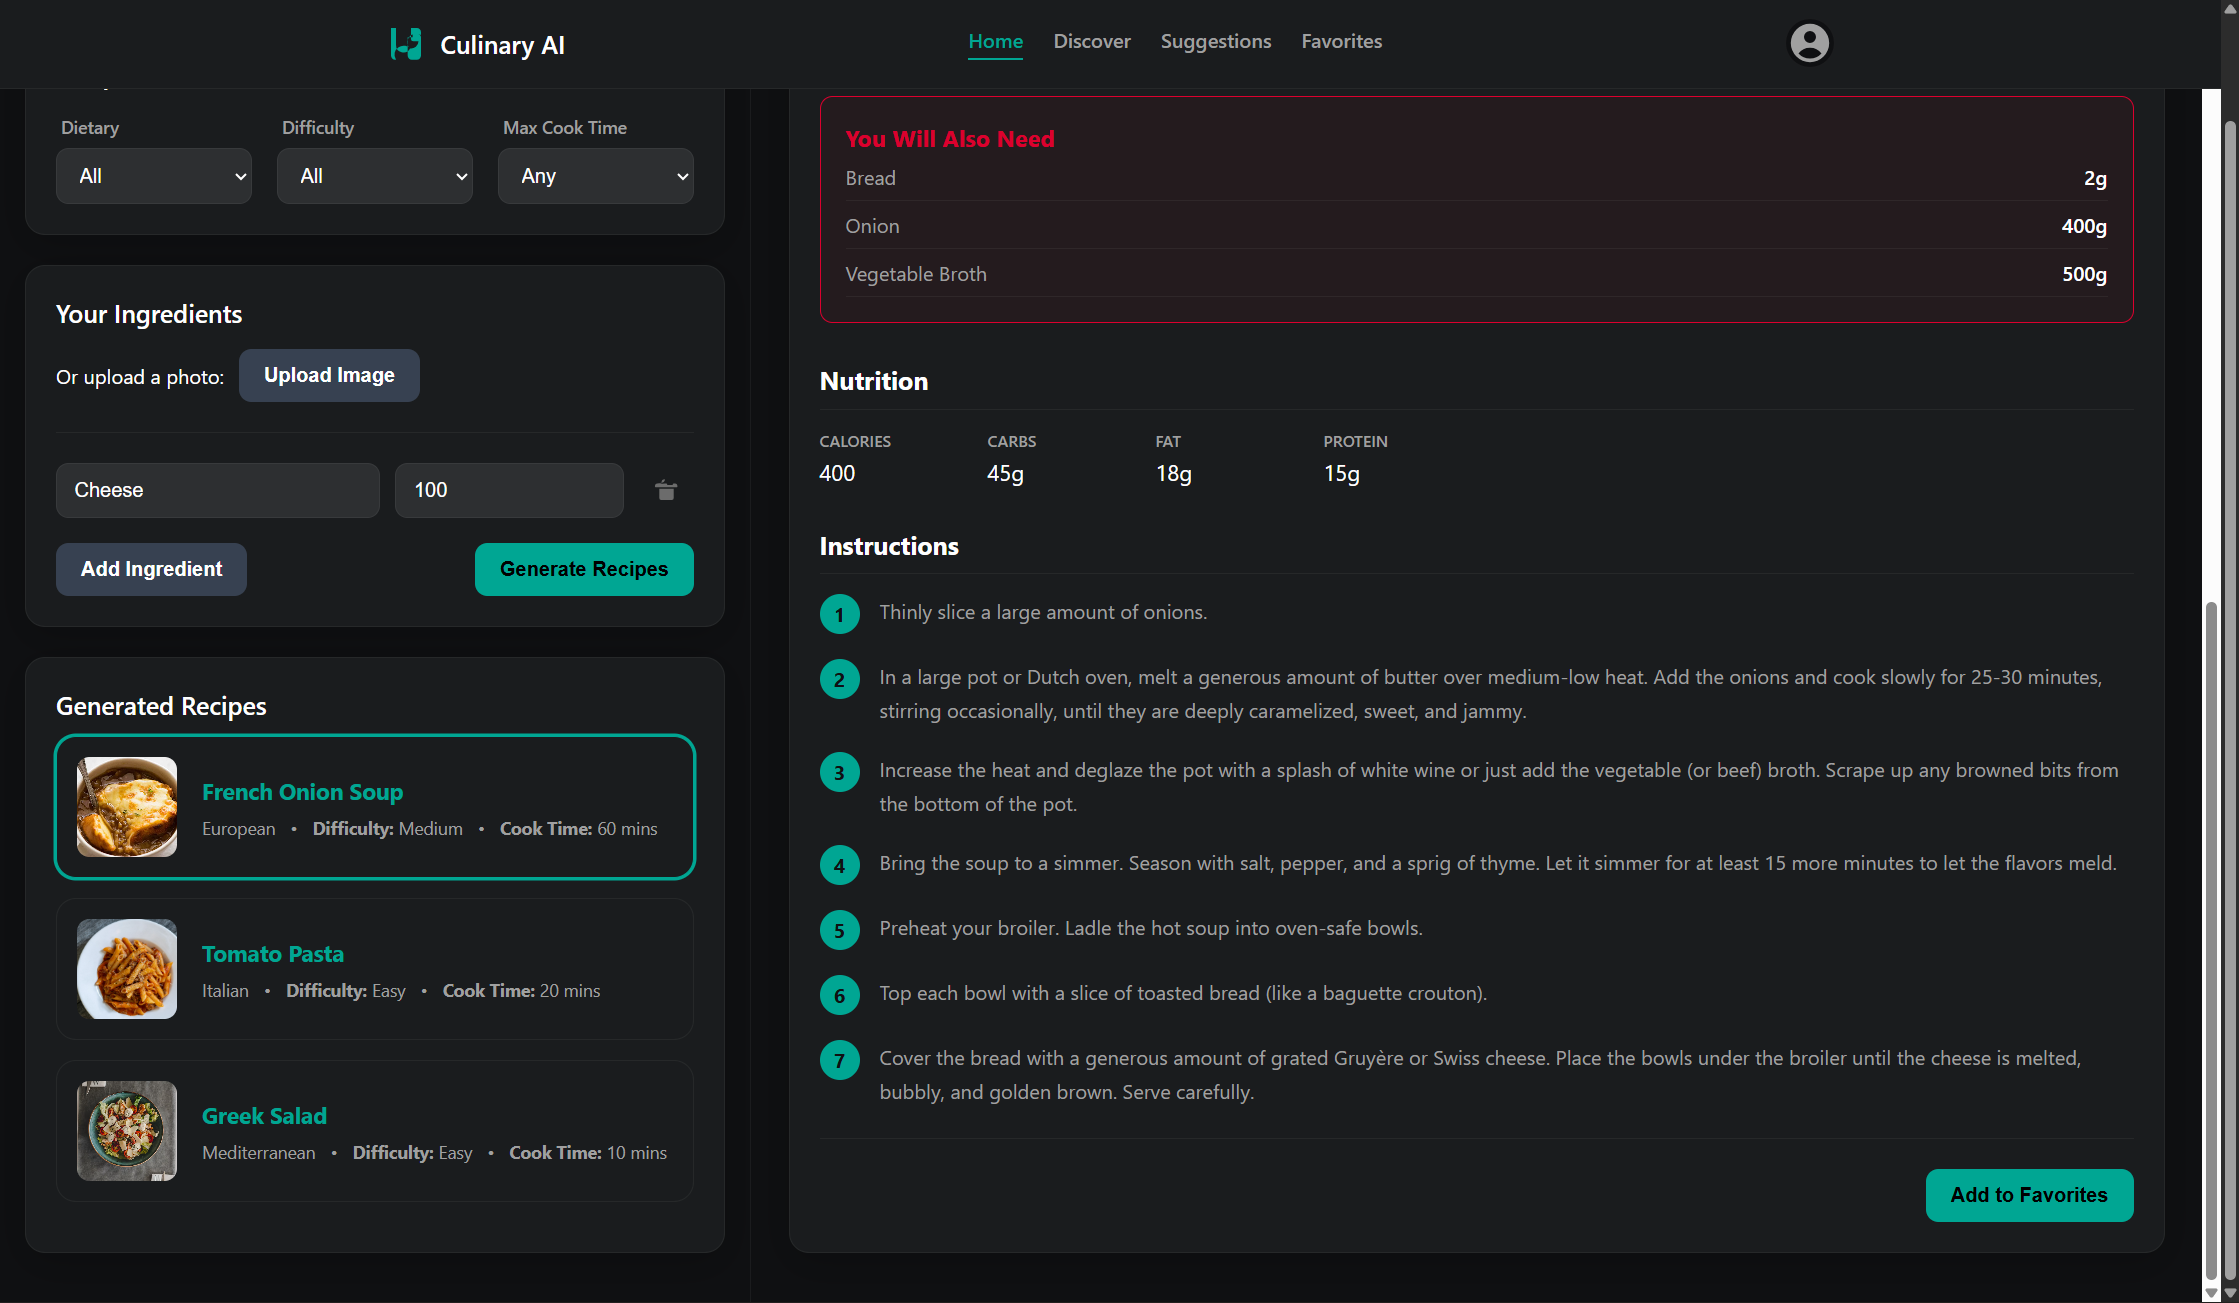 Culinary AI
Home
Discover
Suggestions
Favorites
Dietary
Difficulty
Max Cook Time
All
All
Any
Your Ingredients
Or upload a photo:
Upload Image
Cheese
100
Add Ingredient
Generate Recipes
Generated Recipes
French Onion Soup
European • Difficulty: Medium • Cook Time: 60 mins
Tomato Pasta
Italian • Difficulty: Easy • Cook Time: 20 mins
Greek Salad
Mediterranean • Difficulty: Easy • Cook Time: 10 mins
You Will Also Need
Bread 2g
Onion 400g
Vegetable Broth 500g
Nutrition
CALORIES CARBS FAT PROTEIN
400 45g 18g 15g
Instructions
1 Thinly slice a large amount of onions.
2 In a large pot or Dutch oven, melt a generous amount of butter over medium-low heat. Add the onions and cook slowly for 25-30 minutes,
stirring occasionally, until they are deeply caramelized, sweet, and jammy.
3 Increase the heat and deglaze the pot with a splash of white wine or just add the vegetable (or beef) broth. Scrape up any browned bits from
the bottom of the pot.
4 Bring the soup to a simmer. Season with salt, pepper, and a sprig of thyme. Let it simmer for at least 15 more minutes to let the flavors meld.
5 Preheat your broiler. Ladle the hot soup into oven-safe bowls.
6 Top each bowl with a slice of toasted bread (like a baguette crouton).
7 Cover the bread with a generous amount of grated Gruyère or Swiss cheese. Place the bowls under the broiler until the cheese is melted,
bubbly, and golden brown. Serve carefully.
Add to Favorites